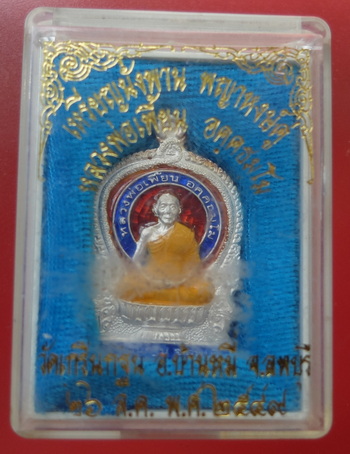 เหรียญนั่งพาน พญาหงษ์คู่
หลวงพ่อเพี้ยน อคฺคธมฺโม
หลวงพ่อเพี้ยน อคฺคธมฺโม
วัดเกริ่นกฐิน อ.บ้านหมี่ จ.ลพบุรี
๒๖ ส.ค. พ.ศ.๒๕๔๗